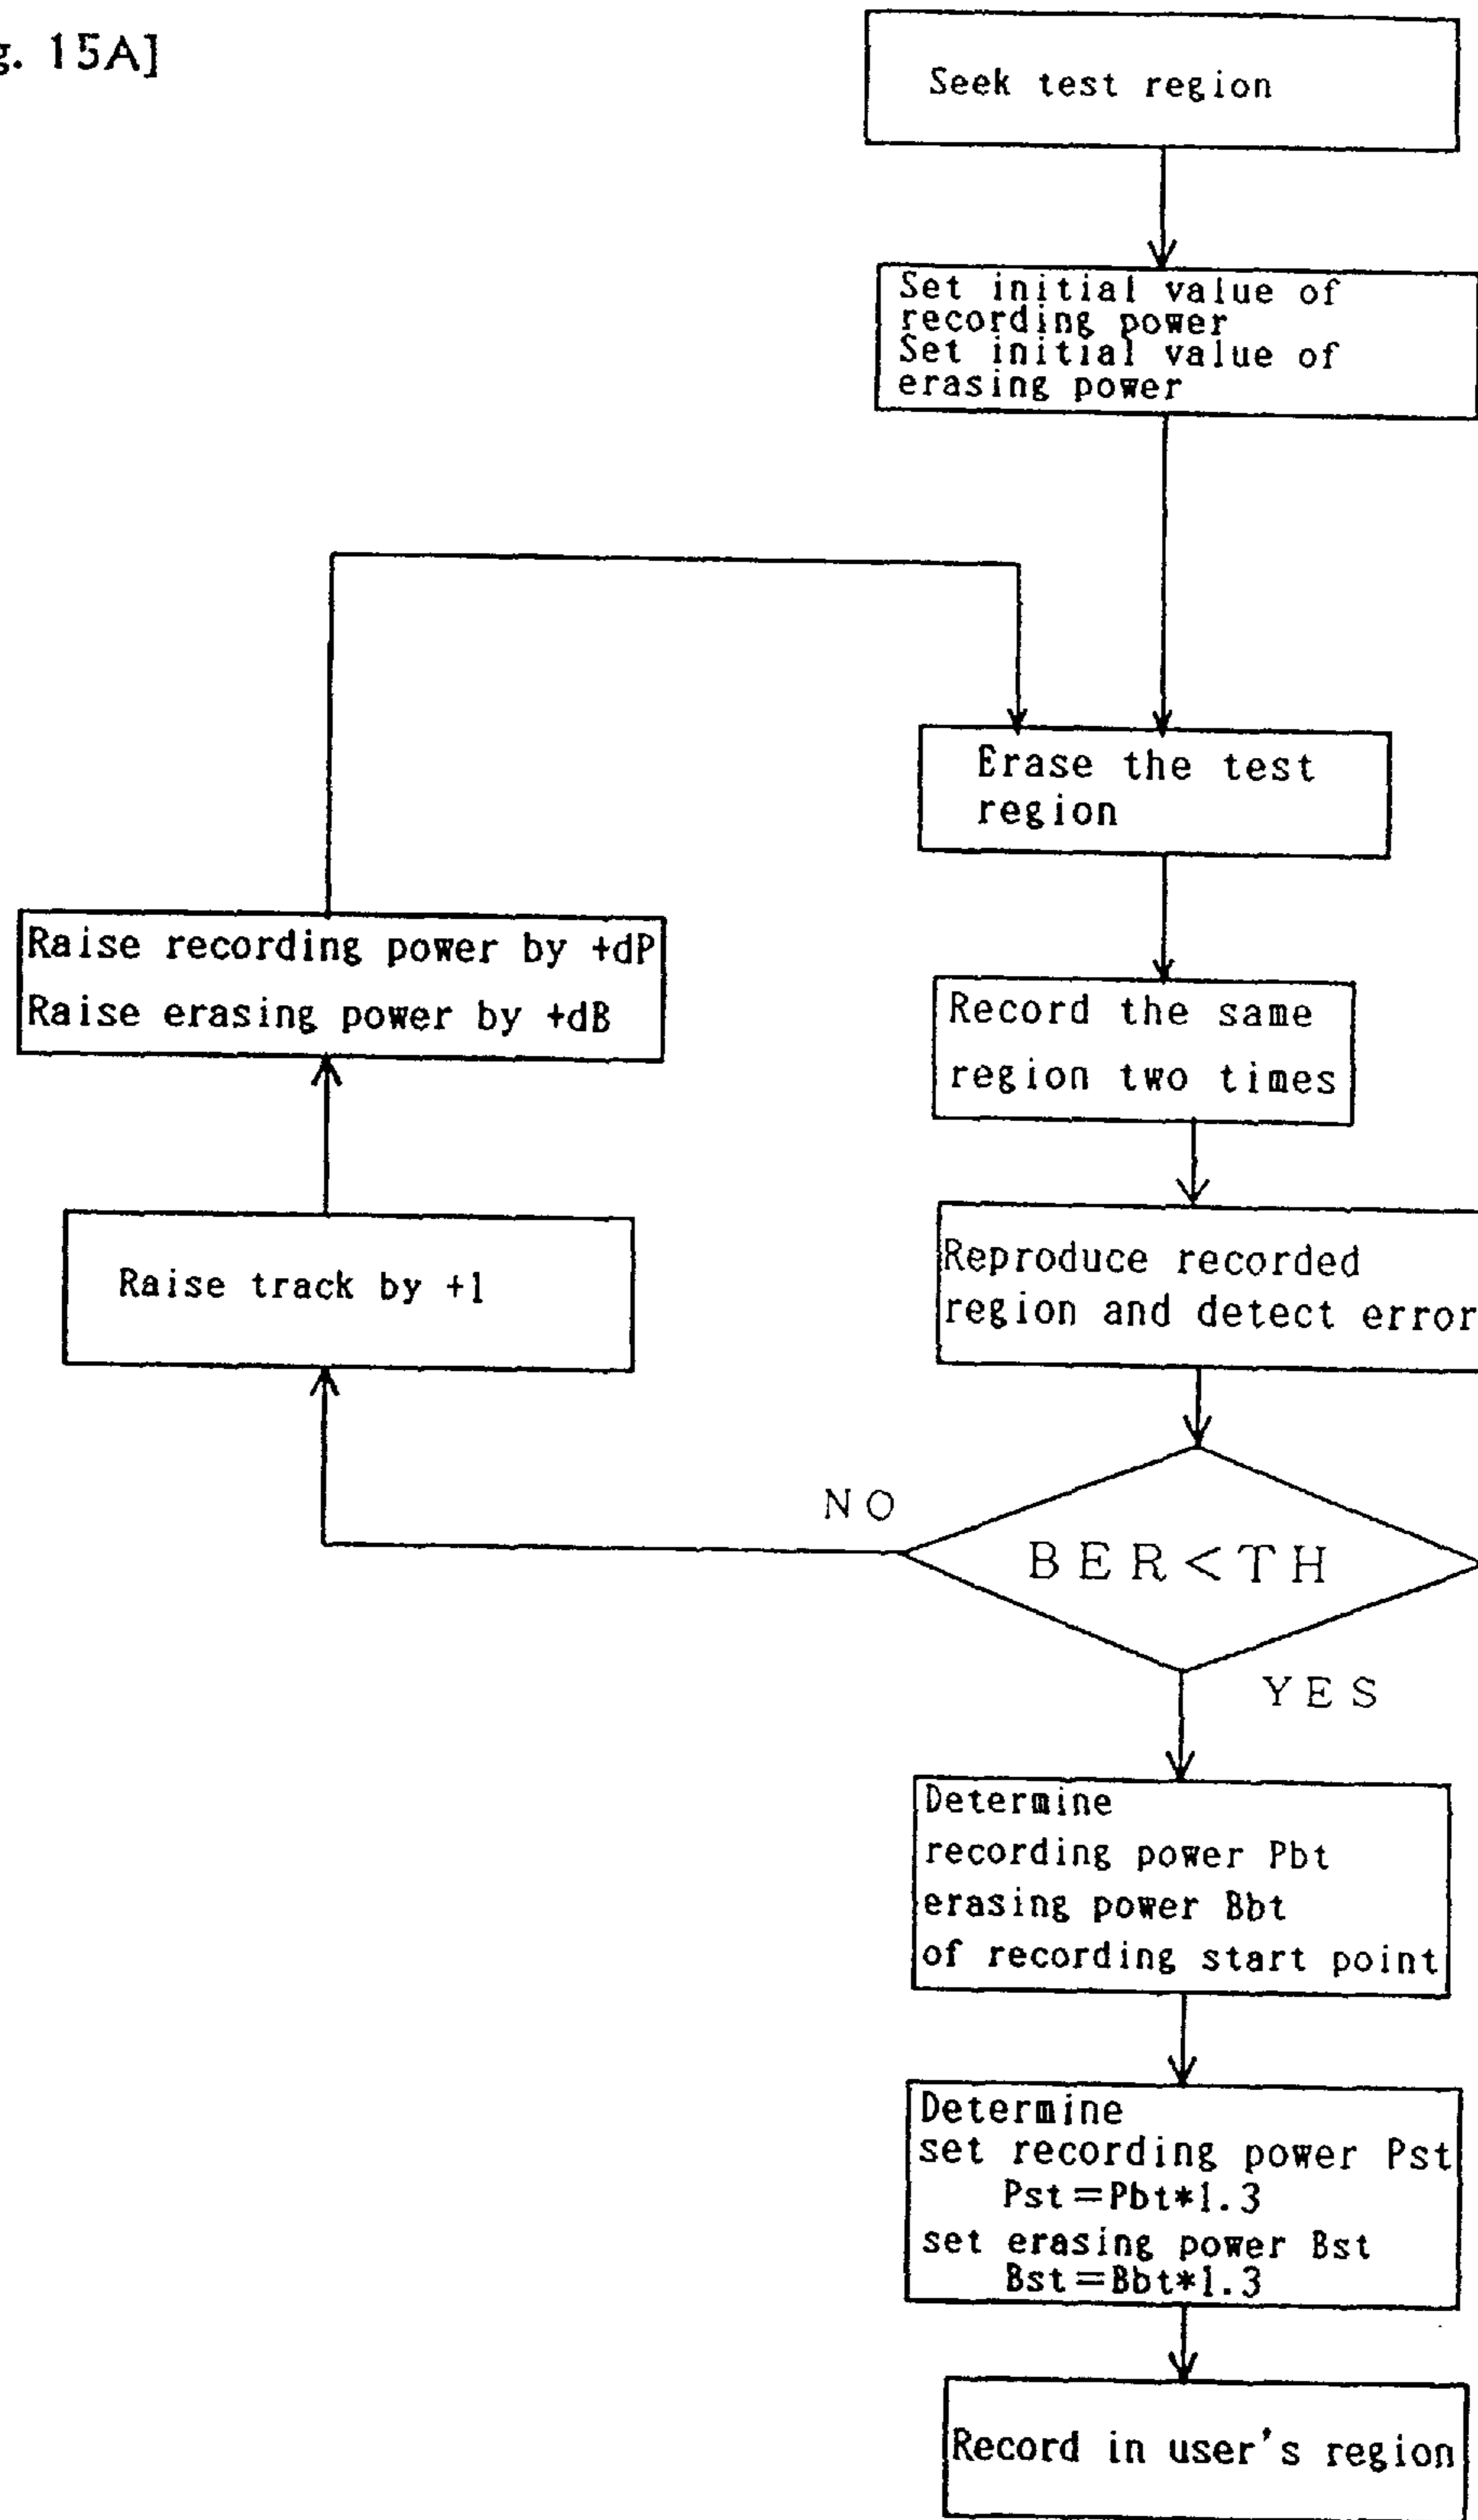 g. 15A]
Seek test region
Set initial value of
recording power
Set initial value of
erasing power
Erase the test
region
Raise recording power by +dP
Raise erasing power by +dB
Record the same
region two times
Reproduce recorded
region and detect error
Raise track by +1
NO
BER<TH
YES
Determine
recording power Pbt
erasing power Bbt
of recording start point
Determine
set recording power Pst
Pst=Pbt*1.3
set erasing power Bst
Bst=Bbt*1.3
Record in user's region